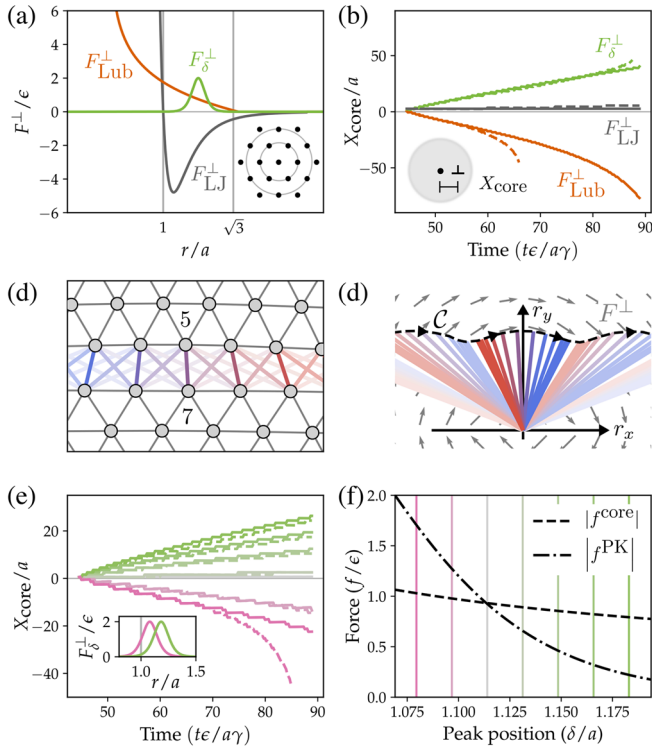 (a)
6
4
2
0
−2
−4
−6
F⊥/ϵ
F⊥Lub
F⊥δ
F⊥LJ
1
√3
r/a
(b)
50
0
−50
Xcore/a
F⊥δ
F⊥LJ
F⊥Lub
⊥
Xcore
50
60
70
80
90
Time (tϵ/aγ)
(d)
5
7
(d)
C
ry
F⊥
rx
(e)
20
0
−20
−40
Xcore/a
2
0
F⊥δ/ϵ
1.0
1.5
r/a
50
60
70
80
90
Time (tϵ/aγ)
(f)
2.0
1.5
1.0
0.5
0.0
Force (f/ϵ)
|fcore|
|fPK|
1.075
1.100
1.125
1.150
1.175
Peak position (δ/a)